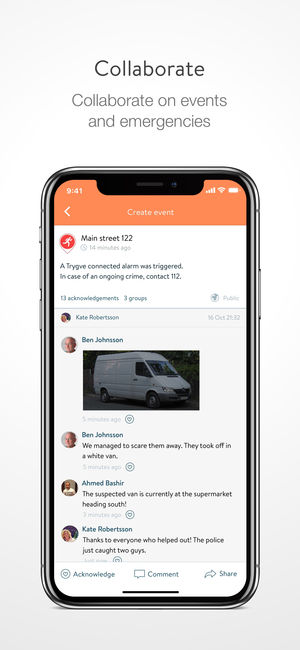 Collaborate
Collaborate on events
and emergencies
9:41
Create event
Main street 122
14 minutes ago
A Trygve connected alarm was triggered.
In case of an ongoing crime, contact 112.
13 acknowledgements 3 groups Public
Kate Robertsson 16 Oct 21:32
Ben Johnsson
5 minutes ago
Ben Johnsson
We managed to scare them away. They took off in
a white van.
5 minutes ago
Ahmed Bashir
The suspected van is currently at the supermarket
heading south!
3 minutes ago
Kate Robertsson
Thanks to everyone who helped out! The police
just caught two guys.
Just now
Acknowledge Comment Share